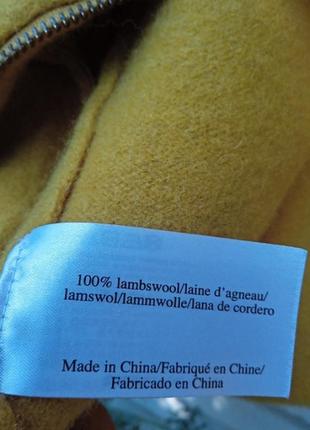 100% lambswool/laine d'agneau/
lamswol/lammwolle/lana de cordero
Made in China/Fabriqué en Chine/
Fabricado en China